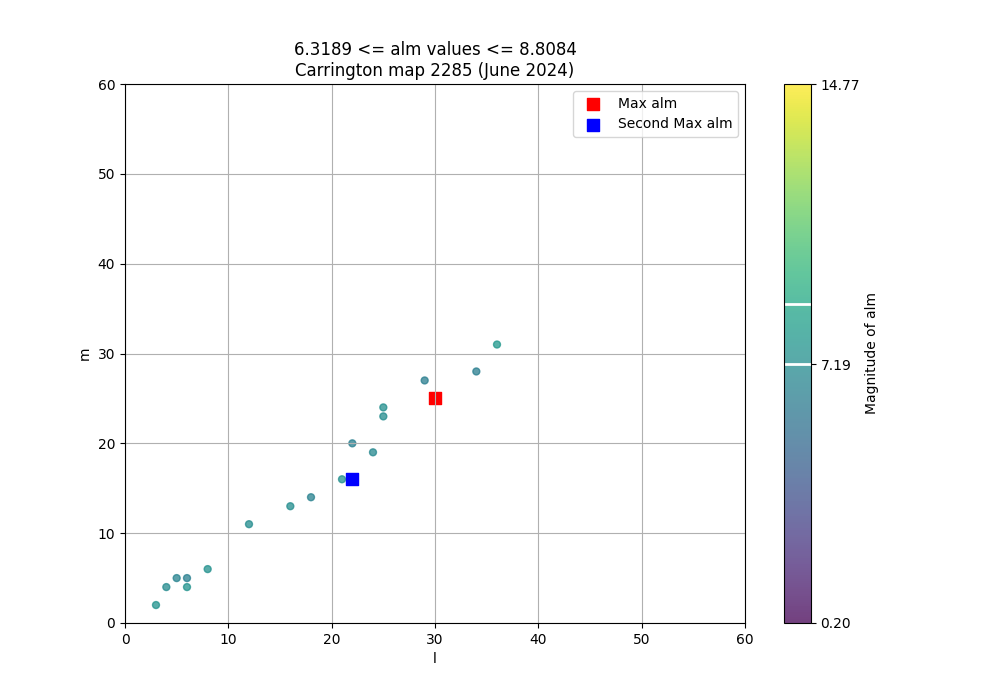 6.3189 <= alm values <= 8.8084
Carrington map 2285 (June 2024)
Max alm
Second Max alm
60
50
40
30
20
10
0
m
0 10 20 30 40 50 60
l
14.77
7.19
0.20
Magnitude of alm